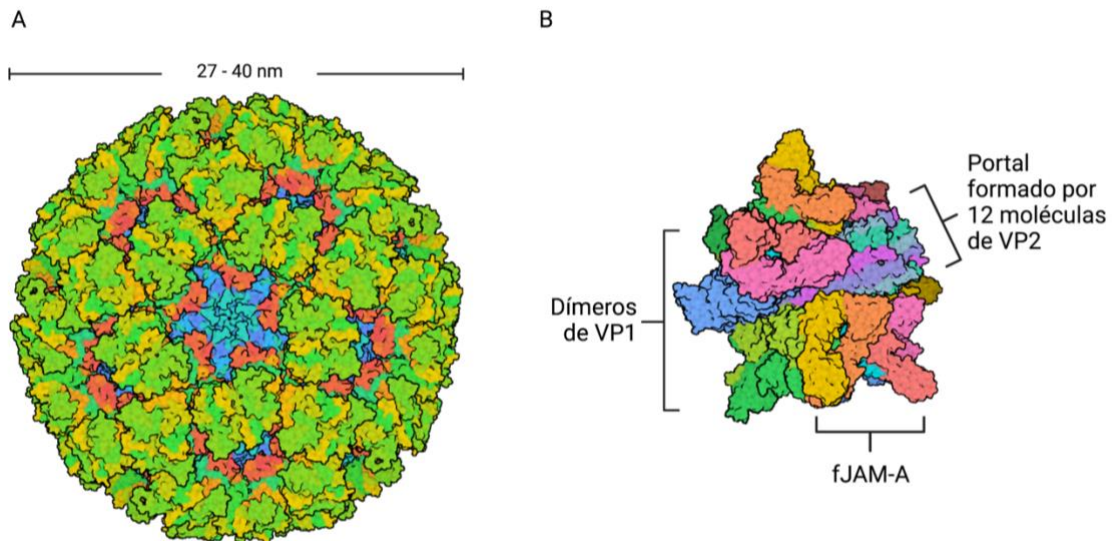 A
B
27 - 40 nm
Portal
formado por
12 moléculas
de VP2
Dímeros
de VP1
fJAM-A